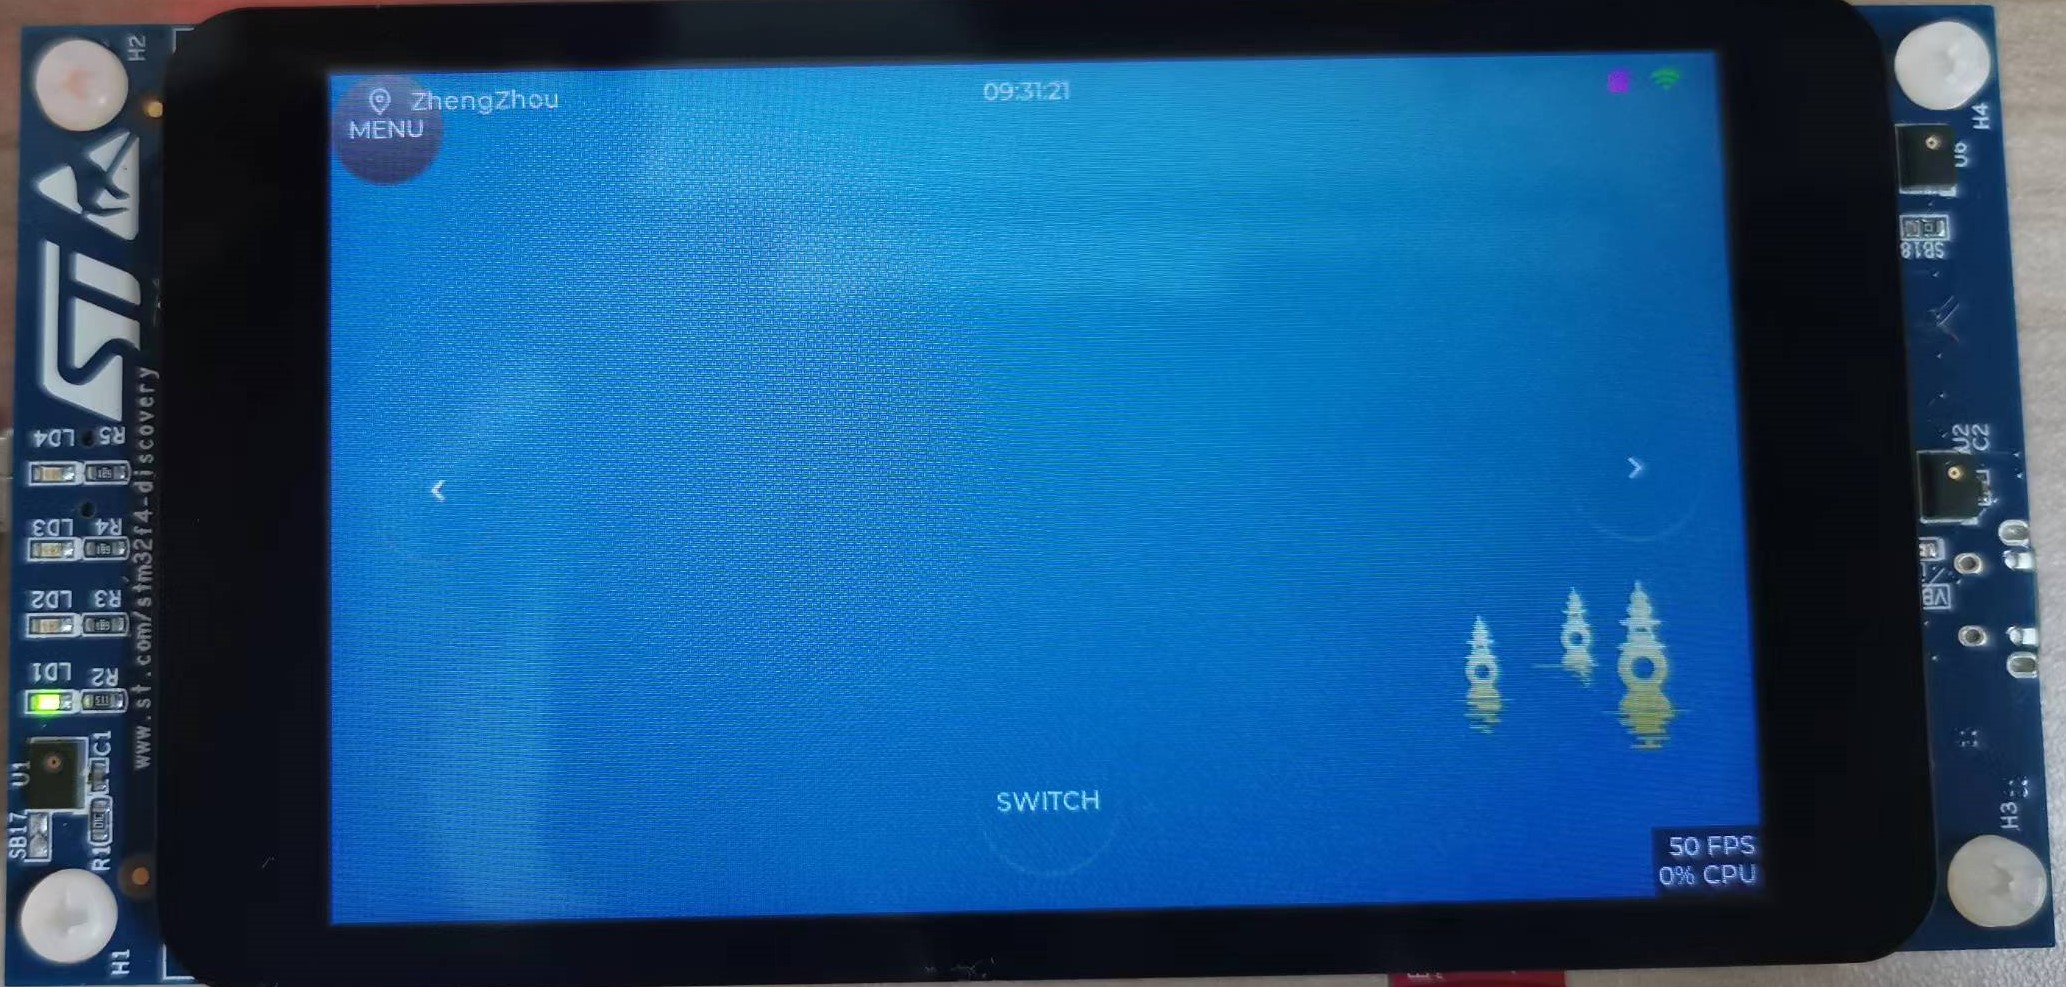 ZhengZhou
MENU
09:31:21
<
>
SWITCH
50 FPS
0% CPU
H2
ST
www.st.com/stm32f4-discovery
LD4
R5
LD3
R4
LD2
R3
LD1
R2
U1
C1
SB17
R1
H1
H4
U6
SB18
U2
C2
H3